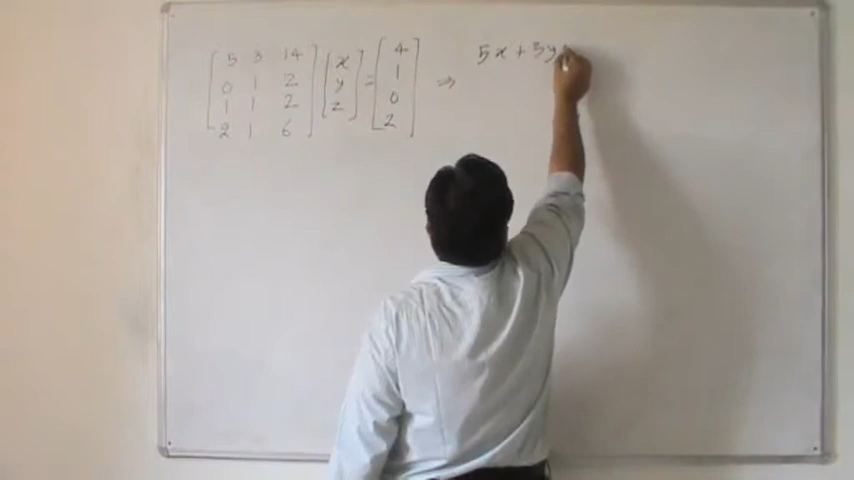 [5 3 14] [x] = [4] ⇒ 5x + 3y
[0 1 2] [y] [1]
[1 1 2] [z] [0]
[2 1 6] [2]